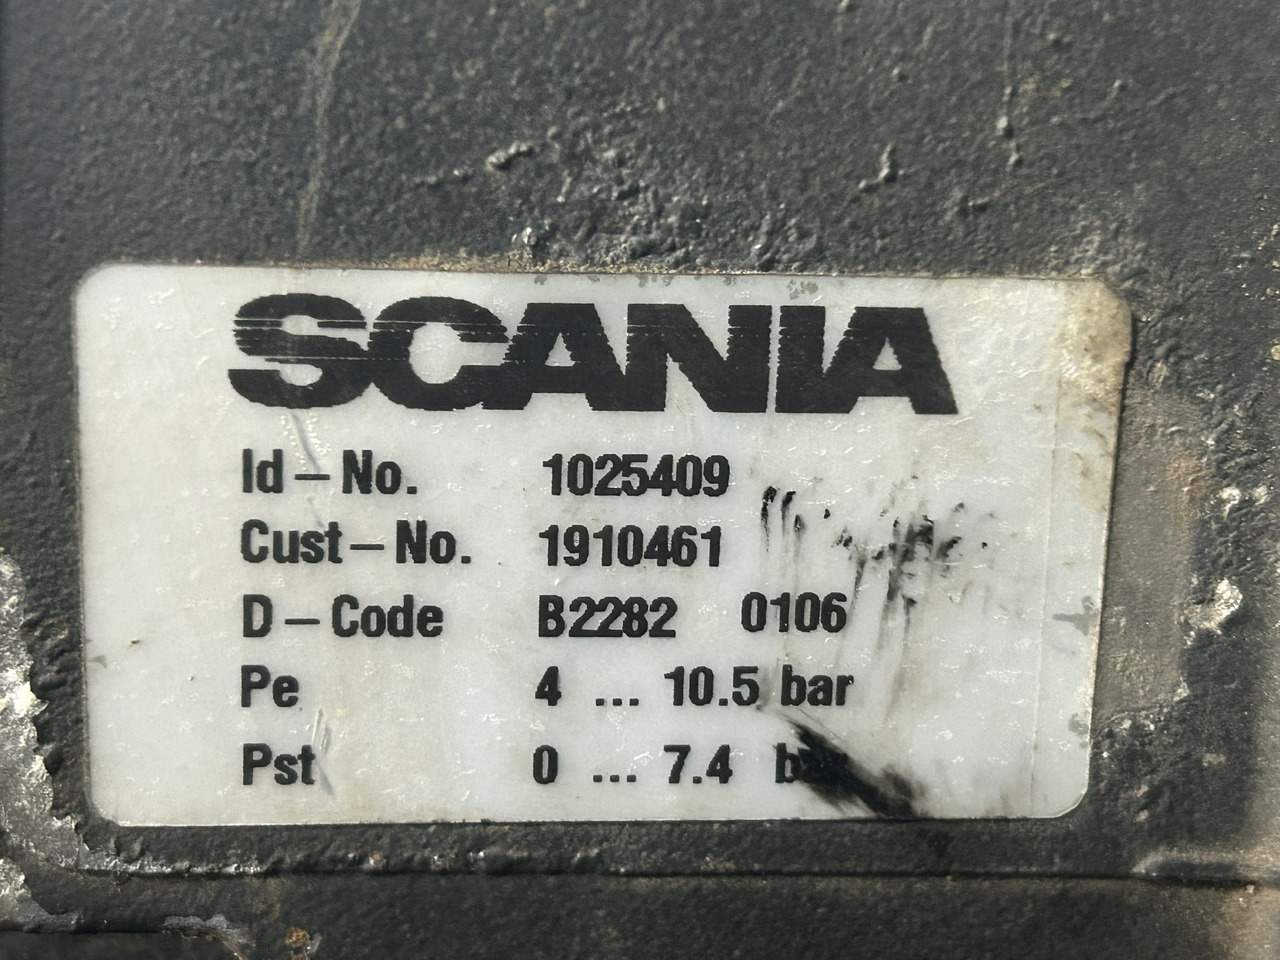 SCANIA
Id-No. 1025409
Cust-No. 1910461
D-Code B2282 0106
Pe 4 ... 10.5 bar
Pst 0 ... 7.4